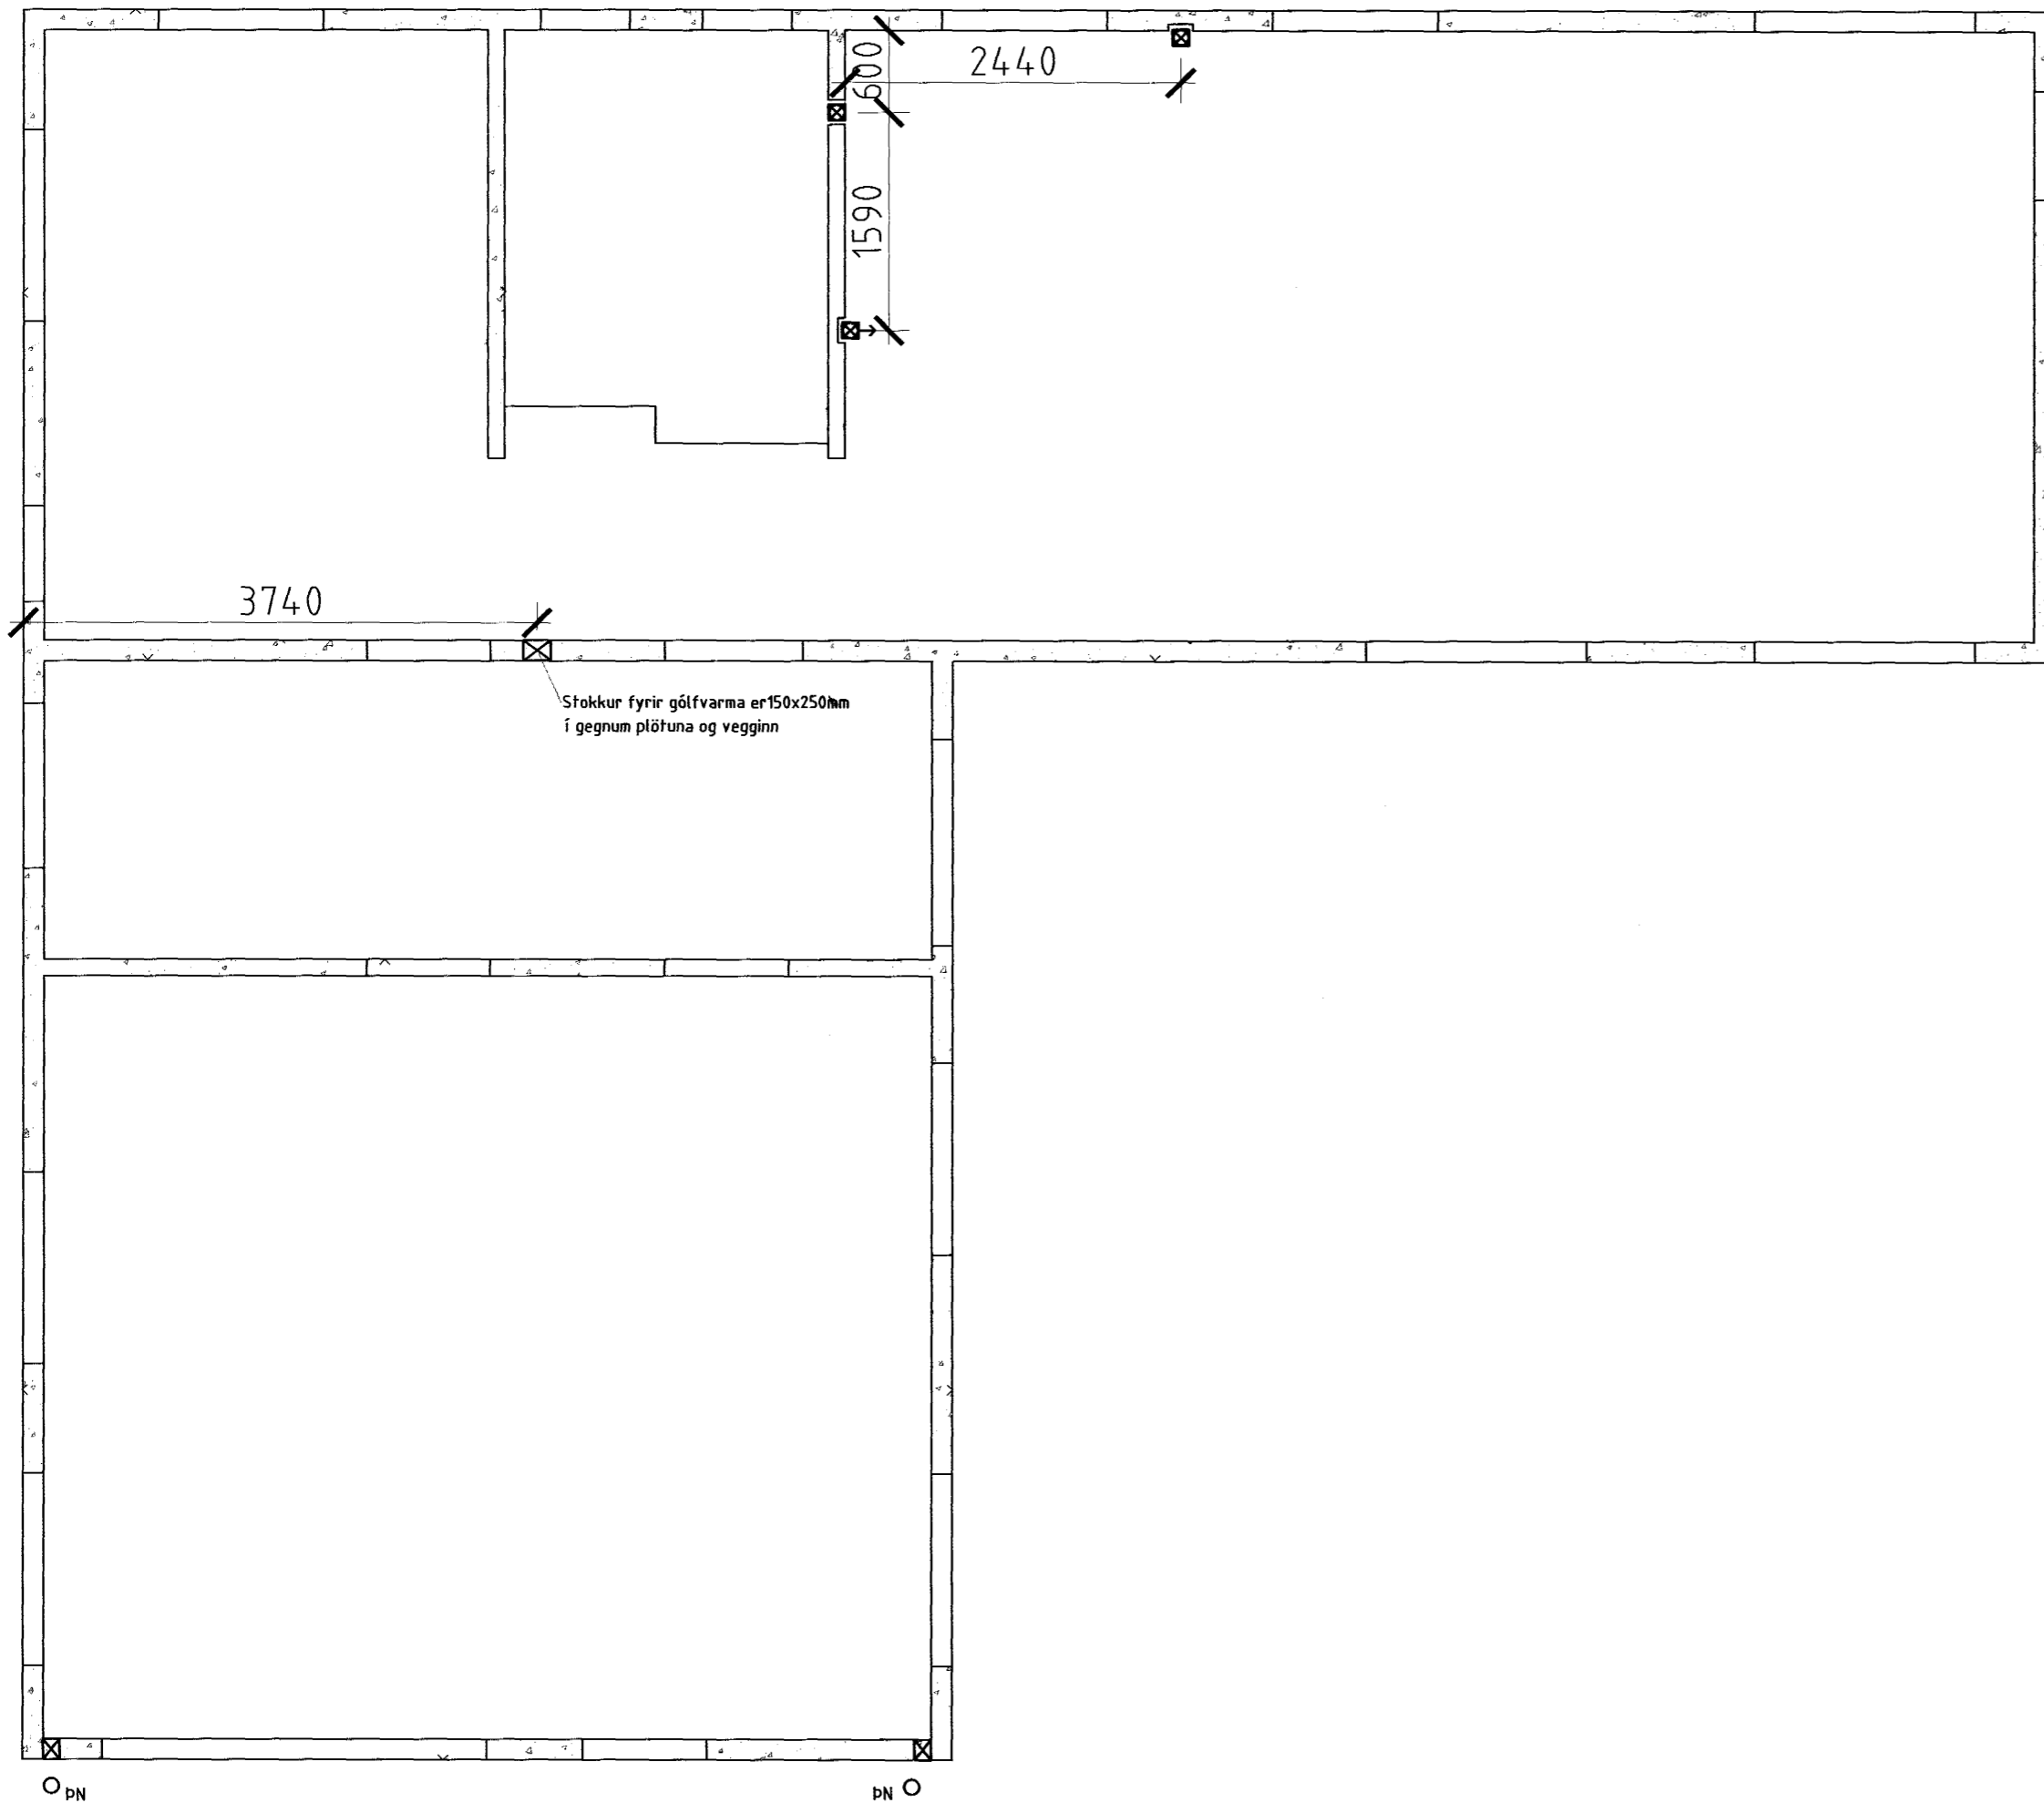 2440
600
1590
3740
Stokkur fyrir gólfvarma er150x250mm
í gegnum plötuna og vegginn
ÞN
ÞN